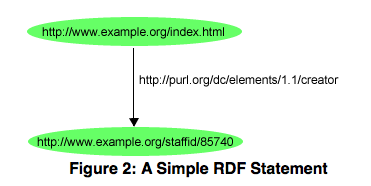 http://www.example.org/index.html
http://purl.org/dc/elements/1.1/creator
http://www.example.org/staffid/85740
Figure 2: A Simple RDF Statement